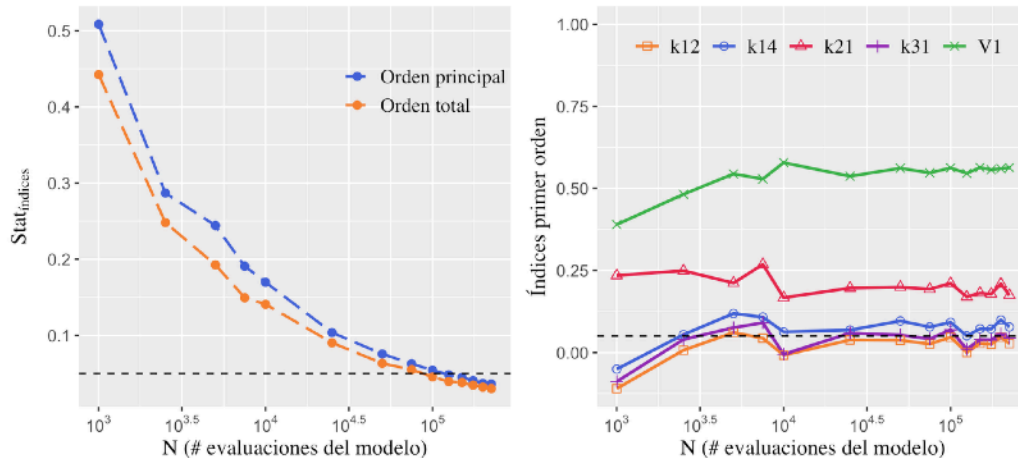 0.5
0.4
0.3
0.2
0.1
Stat_índices
Orden principal
Orden total
10^3
10^3.5
10^4
10^4.5
10^5
N (# evaluaciones del modelo)
1.00
0.75
0.50
0.25
0.00
Índices primer orden
k12 k14 k21 k31 V1
10^3
10^3.5
10^4
10^4.5
10^5
N (# evaluaciones del modelo)